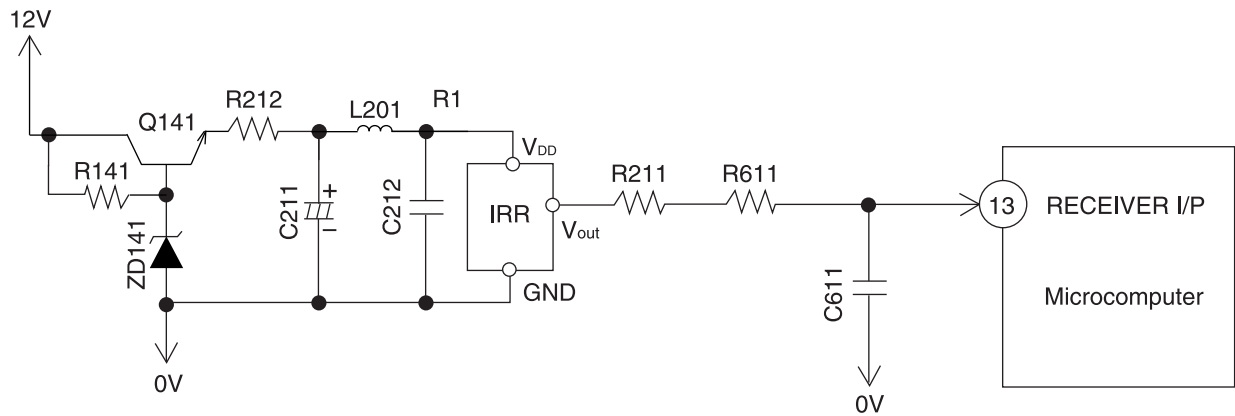 12V
Q141
R212
L201
R1
R141
ZD141
C211
+
−
C212
VDD
IRR
Vout
GND
R211
R611
C611
13
RECEIVER I/P
Microcomputer
0V
0V